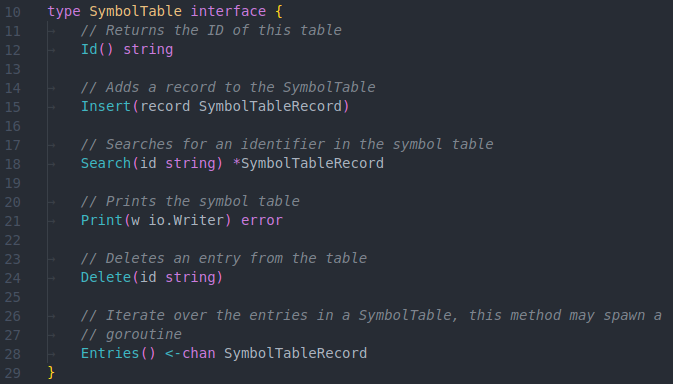 10 type SymbolTable interface {
11 // Returns the ID of this table
12 Id() string
13
14 // Adds a record to the SymbolTable
15 Insert(record SymbolTableRecord)
16
17 // Searches for an identifier in the symbol table
18 Search(id string) *SymbolTableRecord
19
20 // Prints the symbol table
21 Print(w io.Writer) error
22
23 // Deletes an entry from the table
24 Delete(id string)
25
26 // Iterate over the entries in a SymbolTable, this method may spawn a
27 // goroutine
28 Entries() <-chan SymbolTableRecord
29 }